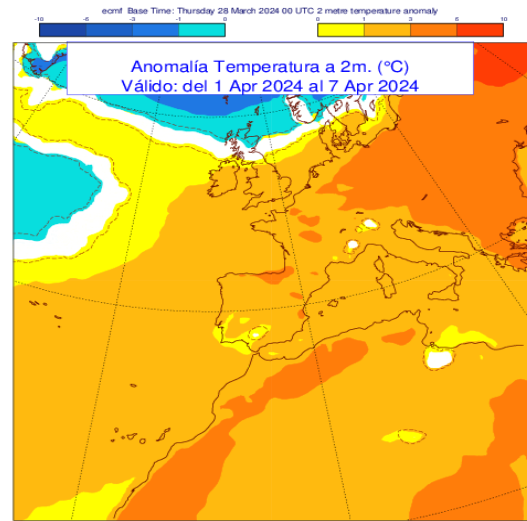 ecmf Base Time: Thursday 28 March 2024 00 UTC 2 metre temperature anomaly
-10 -6 -3 -1 0 0 1 3 6 10
Anomalía Temperatura a 2m. (°C)
Válido: del 1 Apr 2024 al 7 Apr 2024